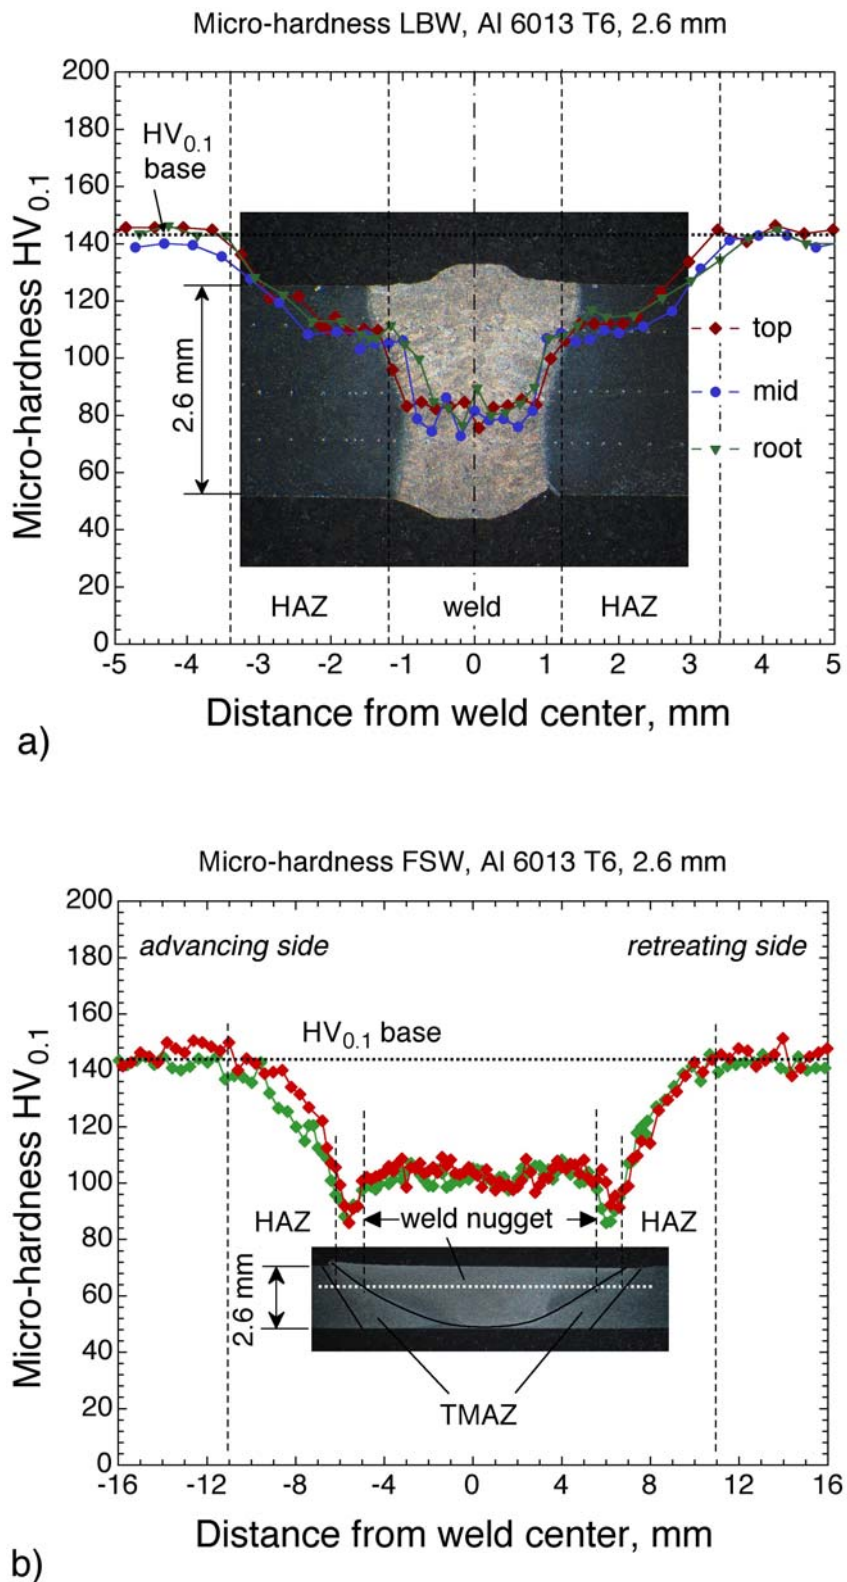 Micro-hardness LBW, Al 6013 T6, 2.6 mm
Micro-hardness HV0.1
200
180
160
140
120
100
80
60
40
20
0
HV0.1
base
2.6 mm
top
mid
root
HAZ weld HAZ
-5 -4 -3 -2 -1 0 1 2 3 4 5
Distance from weld center, mm
a)
Micro-hardness FSW, Al 6013 T6, 2.6 mm
Micro-hardness HV0.1
200
180
160
140
120
100
80
60
40
20
0
advancing side retreating side
HV0.1 base
HAZ weld nugget HAZ
2.6 mm
TMAZ
-16 -12 -8 -4 0 4 8 12 16
Distance from weld center, mm
b)